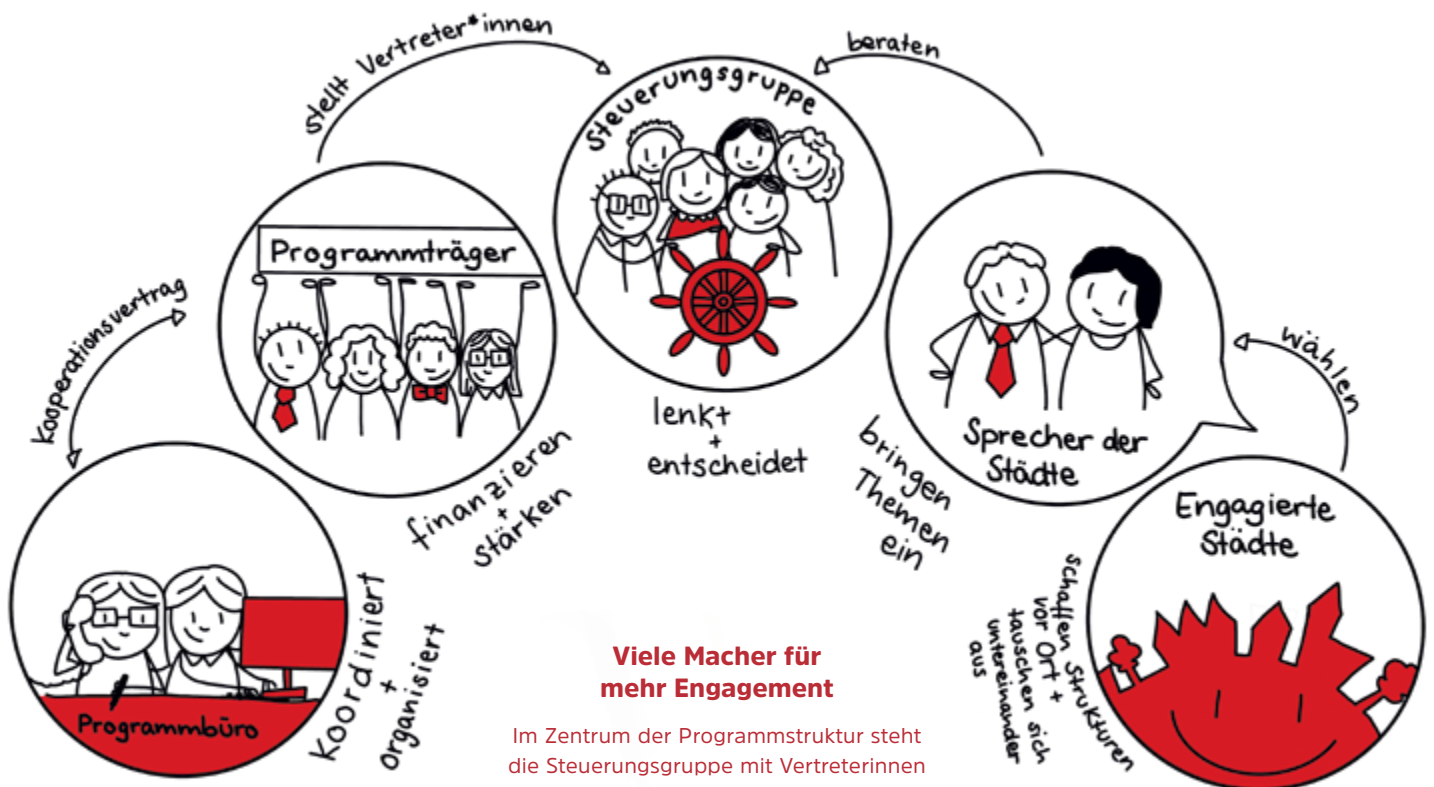 stellt Vertreter*innen
beraten
Steuerungsgruppe
Programmträger
Kooperationsvertrag
wählen
lenkt
+
entscheidet
Sprecher der
Städte
bringen
Themen
ein
finanzieren
+
stärken
Engagierte
Städte
schaffen Strukturen
vor Ort +
tauschen sich
untereinander
aus
Koordiniert
+
organisiert
Programmbüro
Viele Macher für
mehr Engagement
Im Zentrum der Programmstruktur steht
die Steuerungsgruppe mit Vertreterinnen